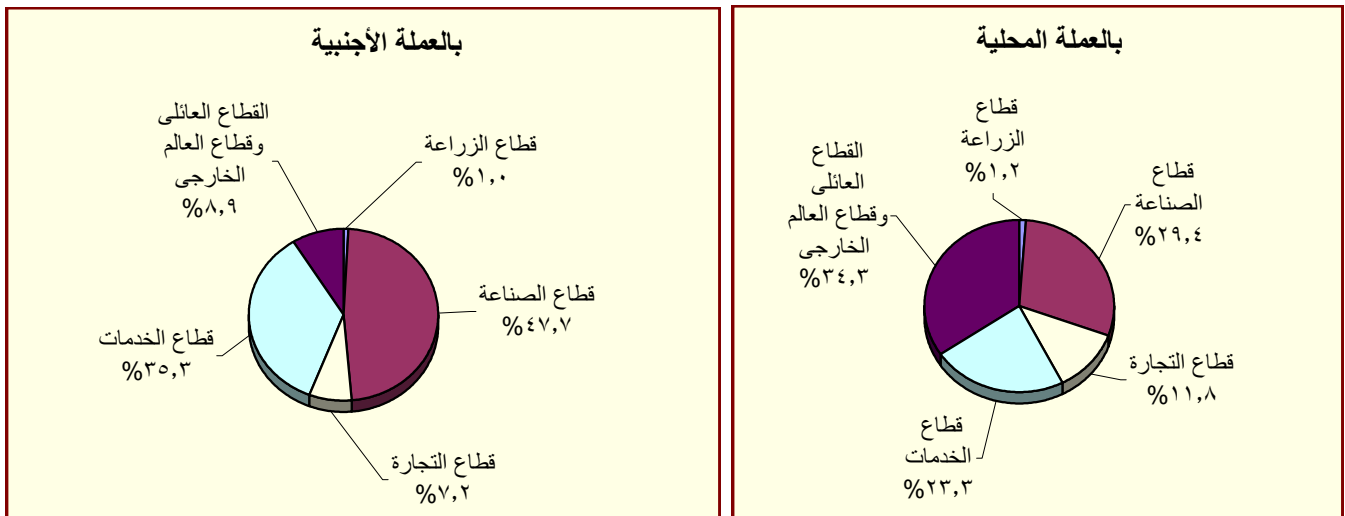 بالعملة المحلية
قطاع
الزراعة
%١,٢
قطاع
الصناعة
%٢٩,٤
قطاع التجارة
%١١,٨
قطاع
الخدمات
%٢٣,٣
القطاع
العائلى
وقطاع العالم
الخارجى
%٣٤,٣
بالعملة الأجنبية
قطاع الزراعة
%١,٠
قطاع الصناعة
%٤٧,٧
قطاع التجارة
%٧,٢
قطاع الخدمات
%٣٥,٣
القطاع العائلى
وقطاع العالم
الخارجى
%٨,٩